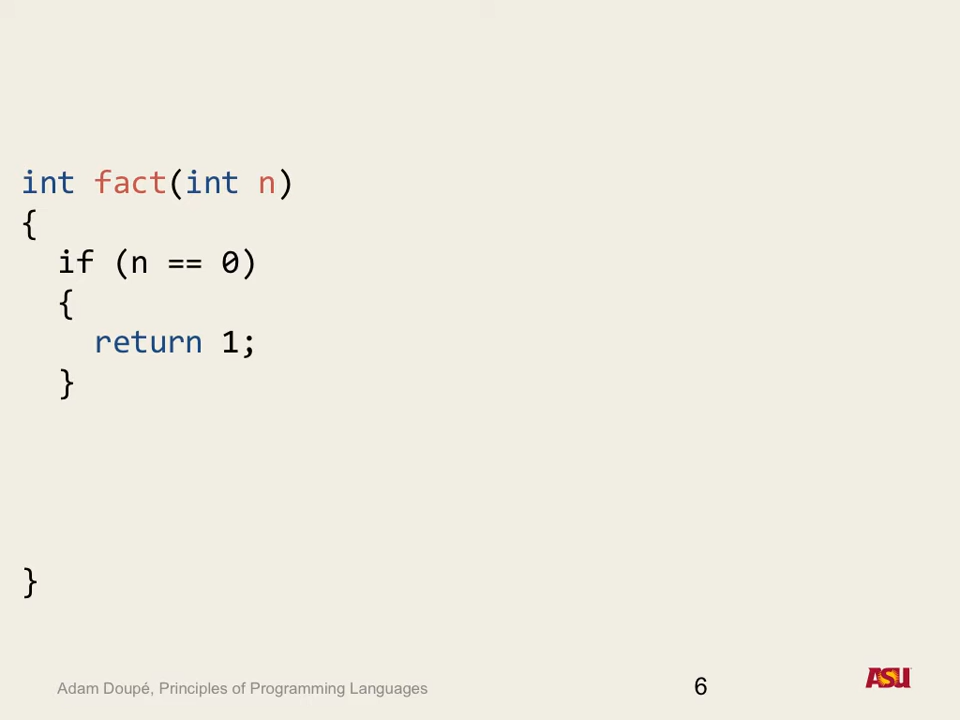 int fact(int n)
{
  if (n == 0)
  {
    return 1;
  }
}
Adam Doupé, Principles of Programming Languages
6
ASU